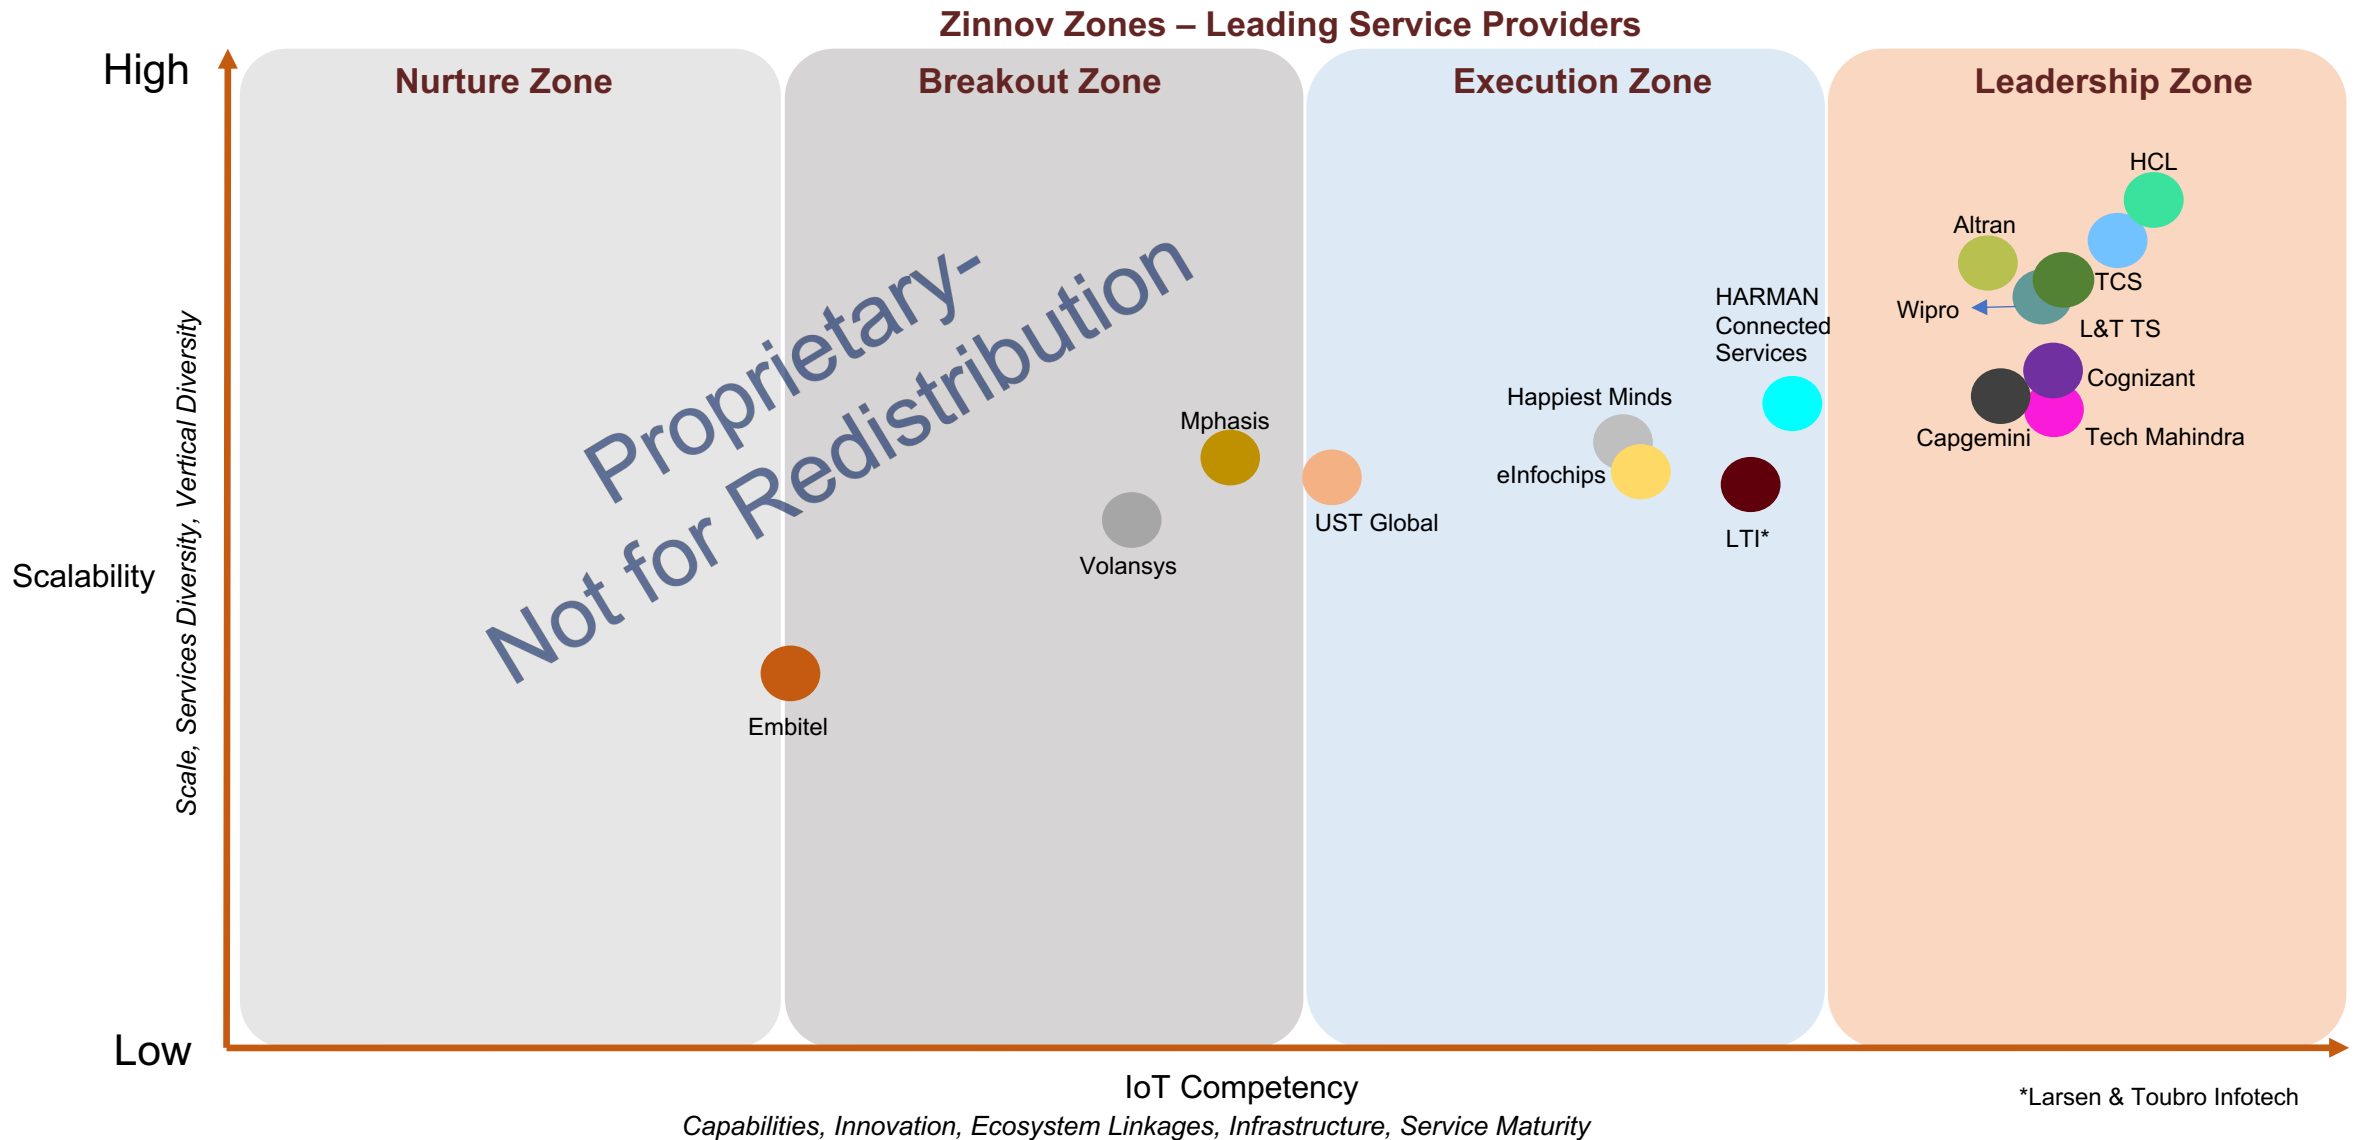 Zinnov Zones – Leading Service Providers
High
Nurture Zone
Breakout Zone
Execution Zone
Leadership Zone
HCL
Altran
TCS
Wipro
L&T TS
HARMAN
Connected
Services
Cognizant
Happiest Minds
Mphasis
Capgemini
Tech Mahindra
eInfochips
UST Global
LTI*
Volansys
Embitel
Proprietary-
Not for Redistribution
Scalability
Scale, Services Diversity, Vertical Diversity
Low
IoT Competency
Capabilities, Innovation, Ecosystem Linkages, Infrastructure, Service Maturity
*Larsen & Toubro Infotech